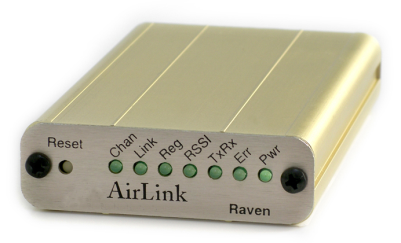 Reset
Chan Link Reg RSSI TxRx Err Pwr
AirLink
Raven